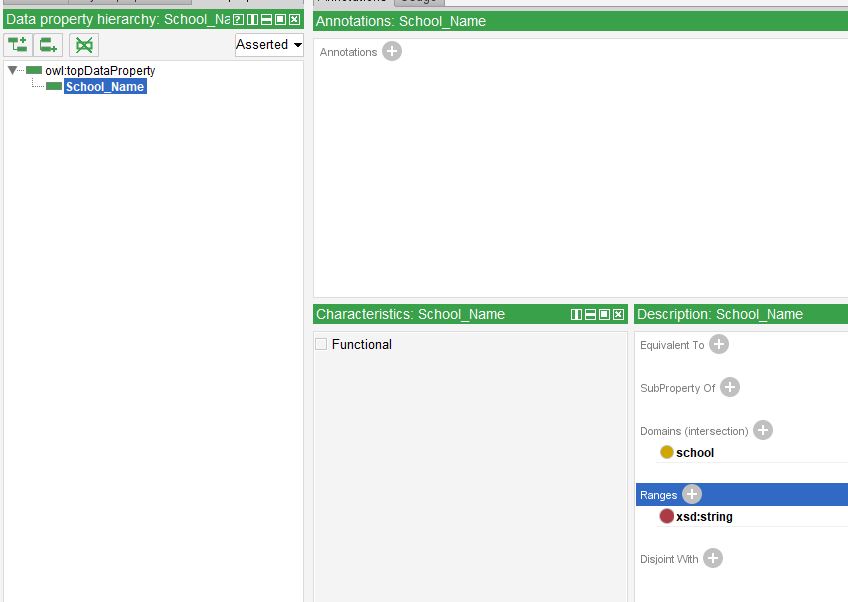 Data property hierarchy: School_Na
Asserted
owl:topDataProperty
School_Name
Annotations: School_Name
Annotations
Characteristics: School_Name
Functional
Description: School_Name
Equivalent To
SubProperty Of
Domains (intersection)
school
Ranges
xsd:string
Disjoint With